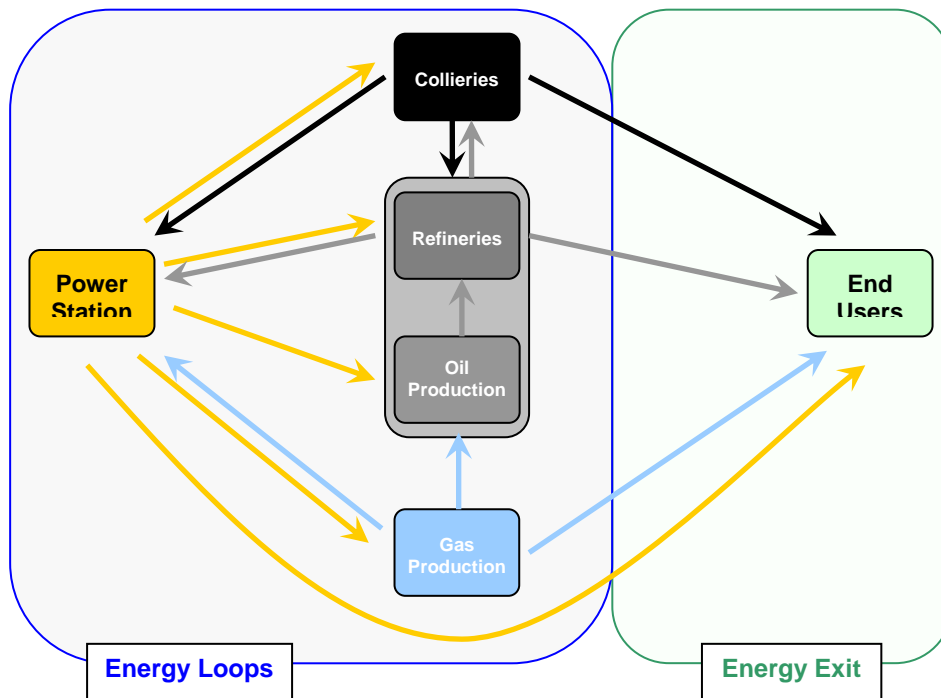 Collieries
Refineries
Power
Station
End
Users
Oil
Production
Gas
Production
Energy Loops
Energy Exit